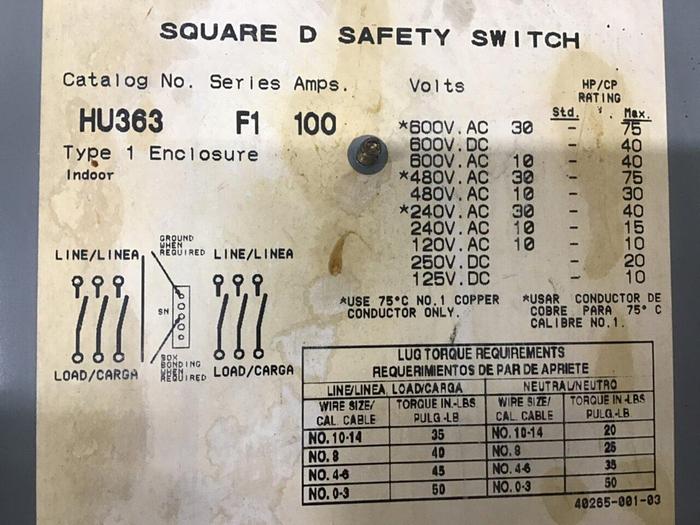 SQUARE D SAFETY SWITCH
Catalog No. Series Amps. Volts HP/CP RATING
HU363 F1 100 Std. Max.
*600V.AC 30 - 75
600V.DC - 40
600V.AC 10 - 40
*480V.AC 30 - 75
480V.AC 10 - 30
*240V.AC 30 - 40
240V.AC 10 - 15
120V.AC 10 - 10
250V.DC - 20
125V.DC - 10
Type 1 Enclosure
Indoor
*USE 75°C NO.1 COPPER
CONDUCTOR ONLY.
*USAR CONDUCTOR DE
COBRE PARA 75° C
CALIBRE NO.1.
LINE/LINEA
GROUND
WHEN
REQUIRED
LINE/LINEA
SN
LOAD/CARGA
BOX
BONDING
WHEN
REQUIRED
LOAD/CARGA
LUG TORQUE REQUIREMENTS
REQUERIMIENTOS DE PAR DE APRIETE
LINE/LINEA, LOAD/CARGA NEUTRAL/NEUTRO
WIRE SIZE/ TORQUE IN.-LBS WIRE SIZE/ TORQUE IN.-LBS
CAL. CABLE PULG.-LB CAL. CABLE PULG.-LB.
NO. 10-14 35 NO. 10-14 20
NO. 8 40 NO. 8 25
NO. 4-6 45 NO. 4-6 35
NO. 0-3 50 NO. 0-3 50
40265-001-03